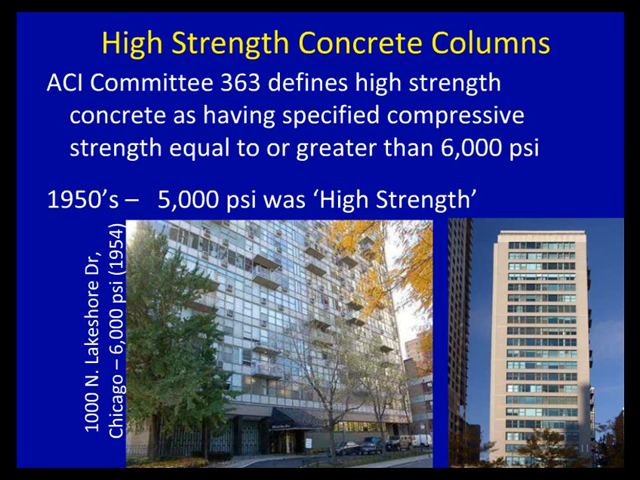 High Strength Concrete Columns
ACI Committee 363 defines high strength
concrete as having specified compressive
strength equal to or greater than 6,000 psi
1950’s – 5,000 psi was ‘High Strength’
1000 N. Lakeshore Dr,
Chicago – 6,000 psi (1954)